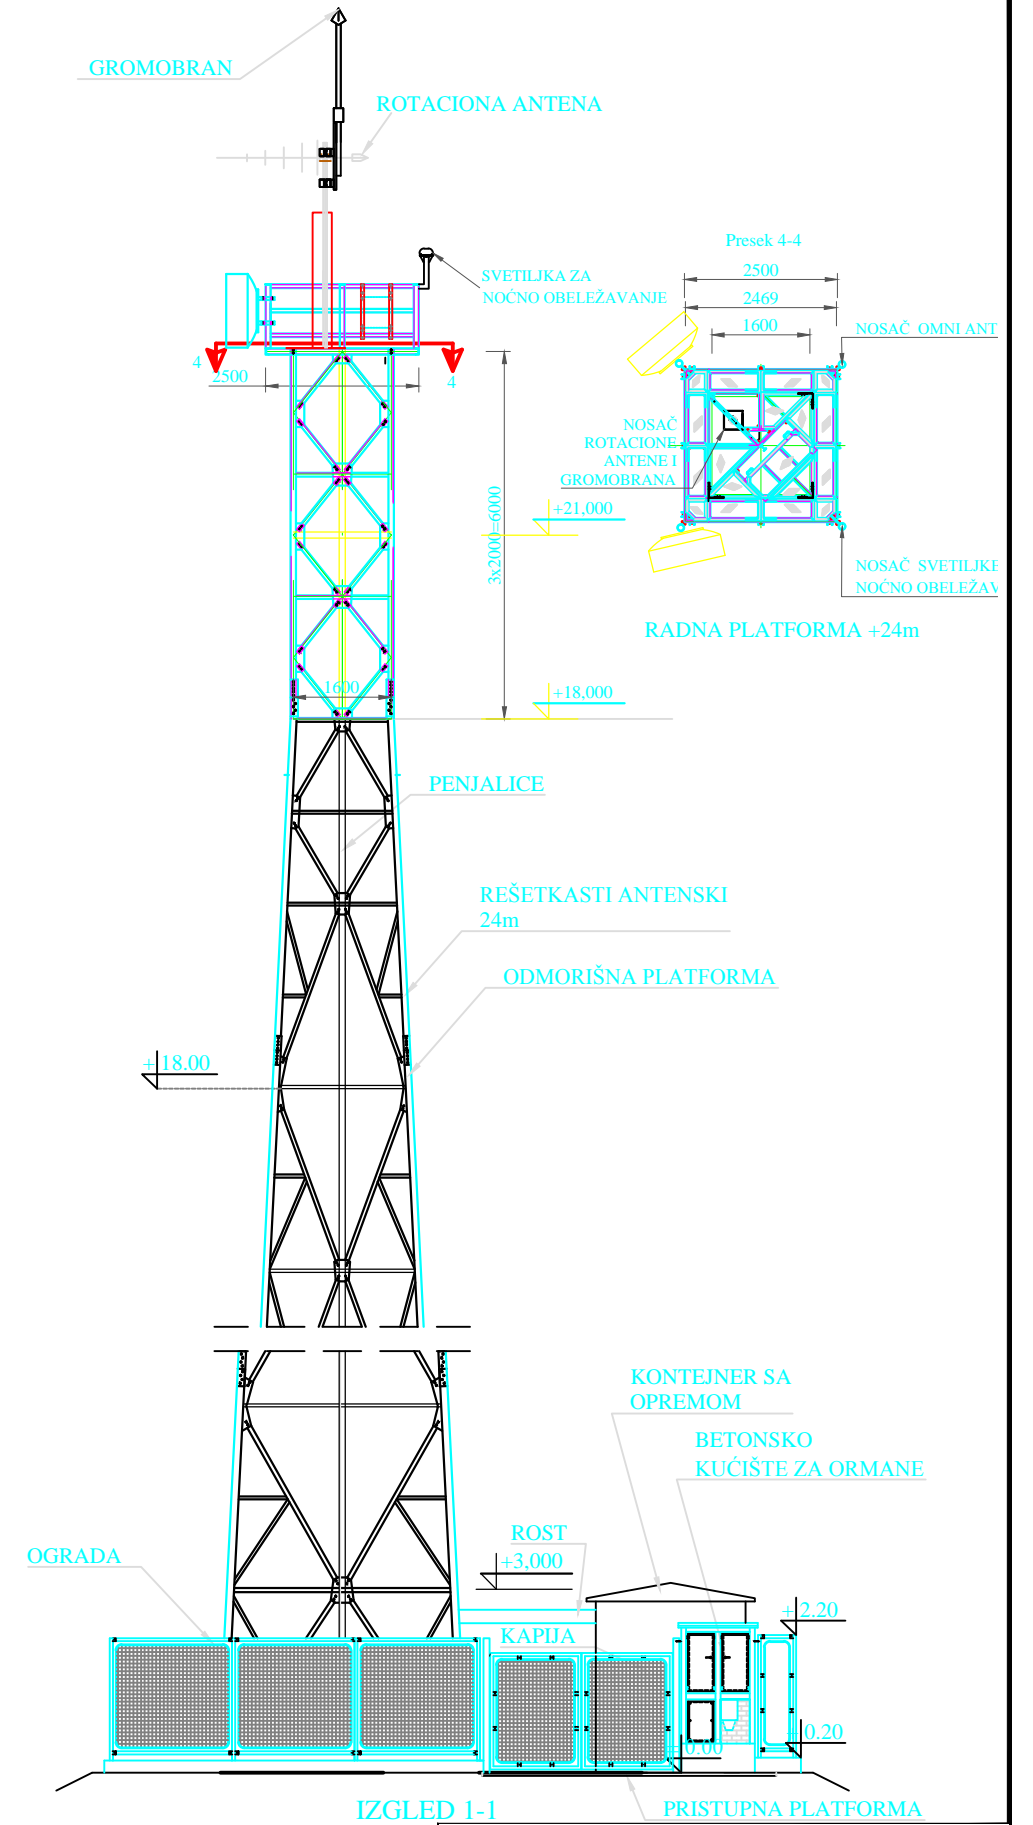 GROMOBRAN
ROTACIONA ANTENA
Presek 4-4
SVETILJKA ZA
NOĆNO OBELEŽAVANJE
2500
2469
1600
NOSAČ OMNI ANT
4
2500
4
NOSAČ
ROTACIONE
ANTENE I
GROMOBRANA
3x2000=6000
+21,000
NOSAČ SVETILJKE
NOĆNO OBELEŽAV
RADNA PLATFORMA +24m
1600
+18,000
PENJALICE
REŠETKASTI ANTENSKI
24m
ODMORIŠNA PLATFORMA
+18.00
KONTEJNER SA
OPREMOM
BETONSKO
KUĆIŠTE ZA ORMANE
ROST
OGRADA
+3,000
+2.20
KAPIJA
0.20
0.00
IZGLED 1-1
PRISTUPNA PLATFORMA